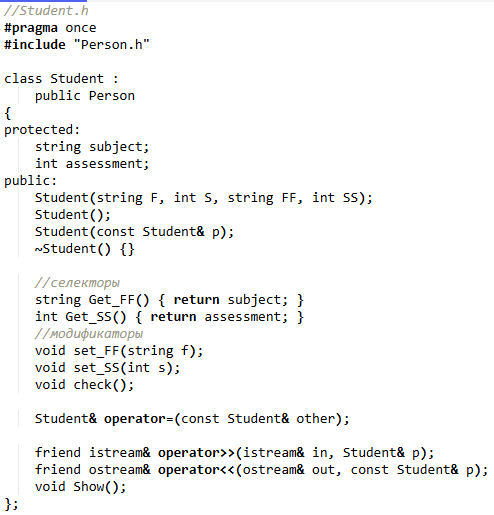 //Student.h
#pragma once
#include "Person.h"
class Student :
public Person
{
protected:
string subject;
int assessment;
public:
Student(string F, int S, string FF, int SS);
Student();
Student(const Student& p);
~Student() {}
//селекторы
string Get_FF() { return subject; }
int Get_SS() { return assessment; }
//модификаторы
void set_FF(string f);
void set_SS(int s);
void check();
Student& operator=(const Student& other);
friend istream& operator>>(istream& in, Student& p);
friend ostream& operator<<(ostream& out, const Student& p);
void Show();
};